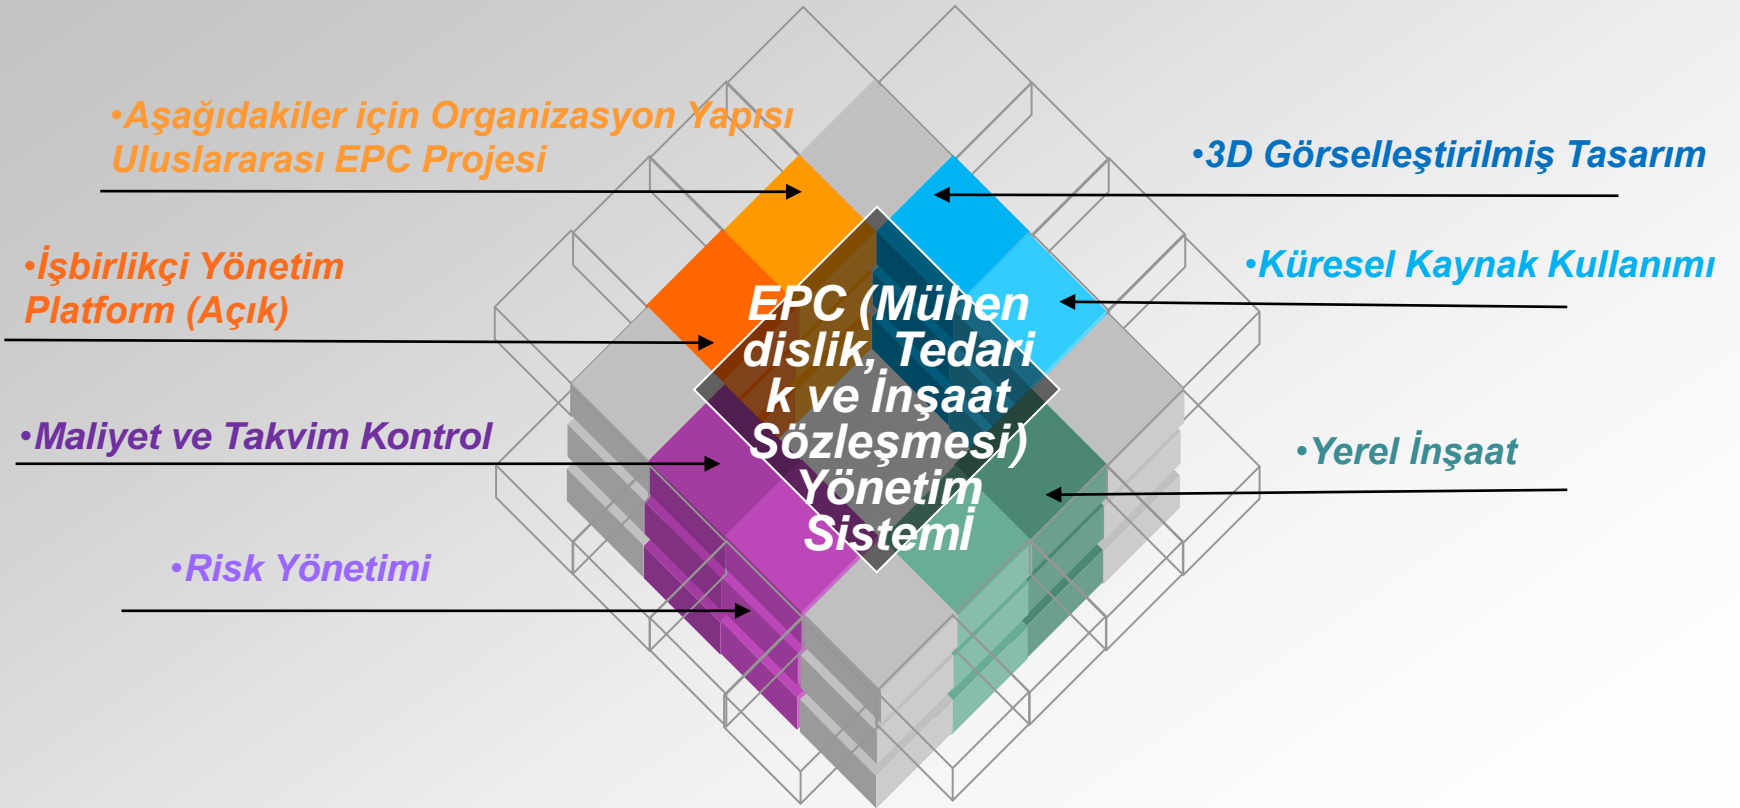 •Aşağıdakiler için Organizasyon Yapısı
Uluslararası EPC Projesi
•İşbirlikçi Yönetim
Platform (Açık)
•Maliyet ve Takvim Kontrol
•Risk Yönetimi
EPC (Mühen
dislik, Tedari
k ve İnşaat
Sözleşmesi)
Yönetim
Sistemİ
•3D Görselleştirilmiş Tasarım
•Küresel Kaynak Kullanımı
•Yerel İnşaat